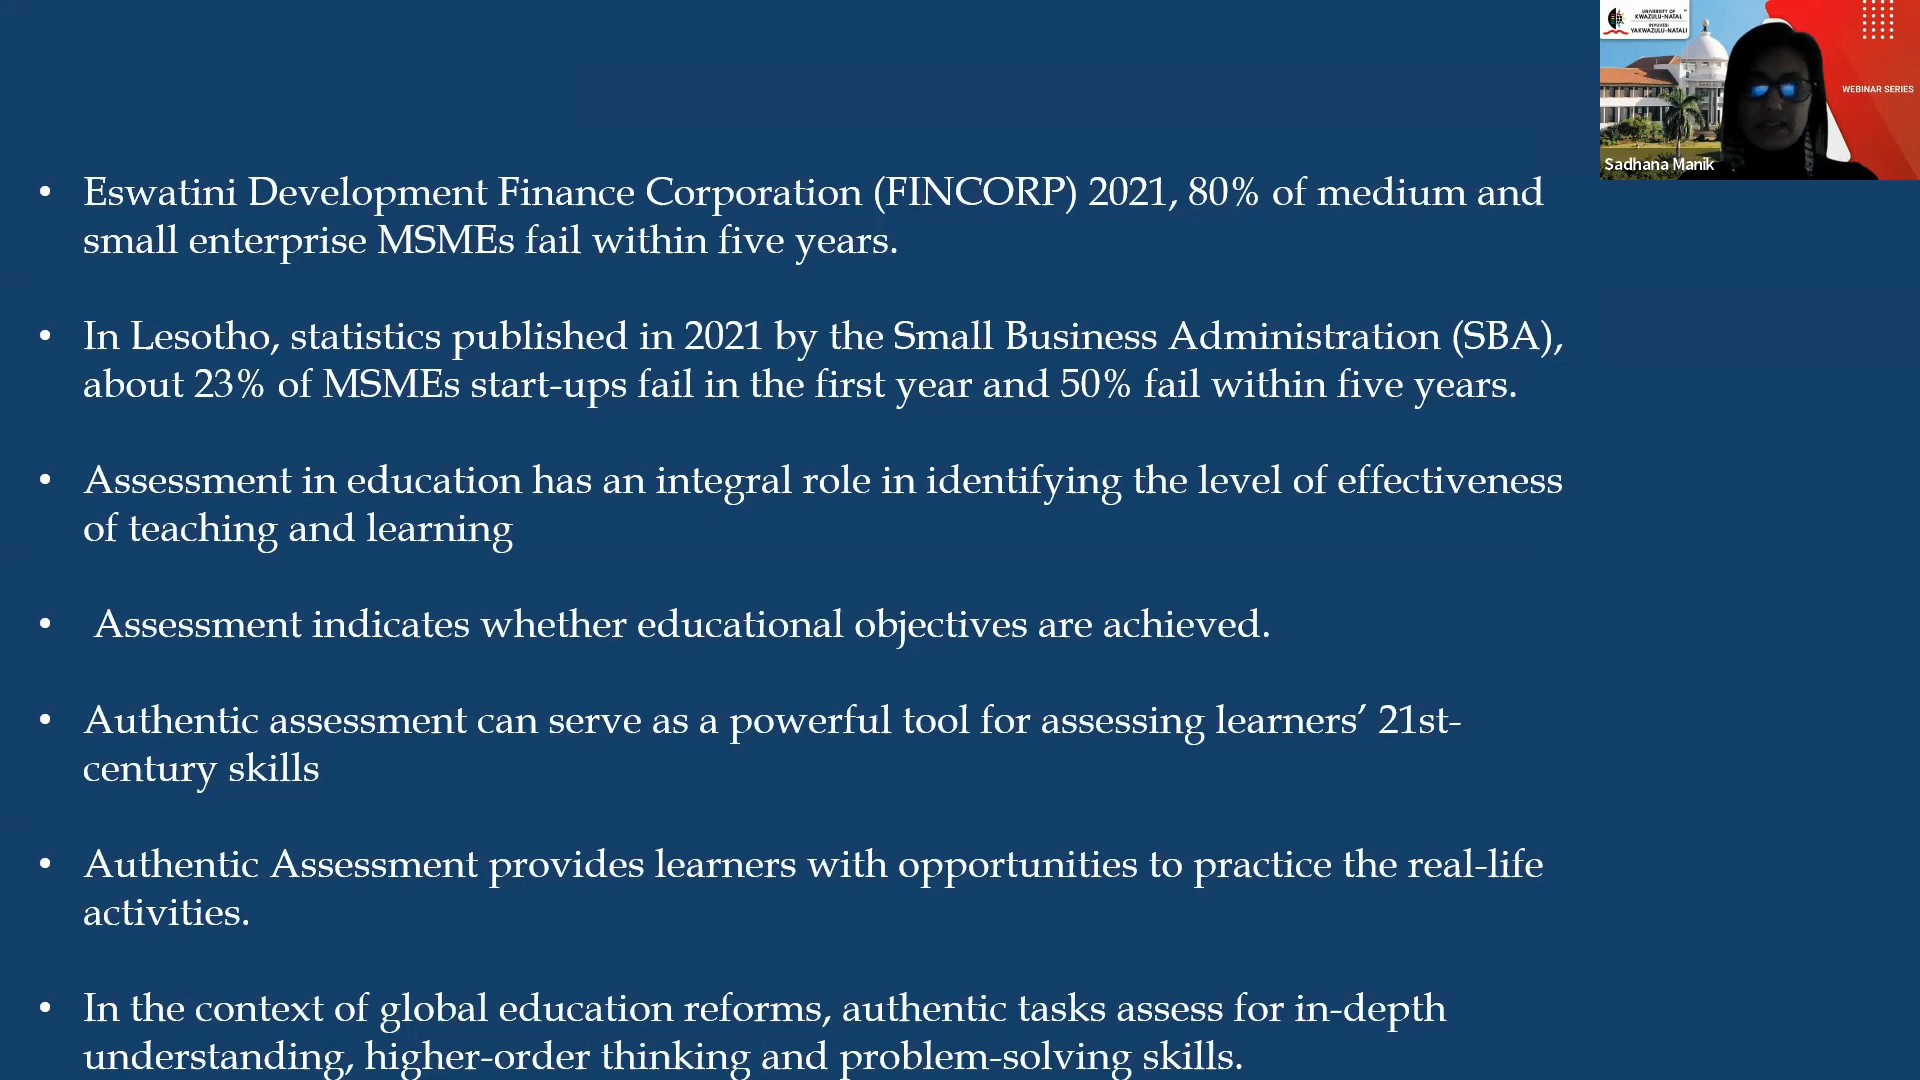 UNIVERSITY OF
KWAZULU-NATAL
INYUVESI
YAKWAZULU-NATALI
WEBINAR SERIES
Sadhana Manik
• Eswatini Development Finance Corporation (FINCORP) 2021, 80% of medium and
small enterprise MSMEs fail within five years.
• In Lesotho, statistics published in 2021 by the Small Business Administration (SBA),
about 23% of MSMEs start-ups fail in the first year and 50% fail within five years.
• Assessment in education has an integral role in identifying the level of effectiveness
of teaching and learning
• Assessment indicates whether educational objectives are achieved.
• Authentic assessment can serve as a powerful tool for assessing learners’ 21st-
century skills
• Authentic Assessment provides learners with opportunities to practice the real-life
activities.
• In the context of global education reforms, authentic tasks assess for in-depth
understanding, higher-order thinking and problem-solving skills.